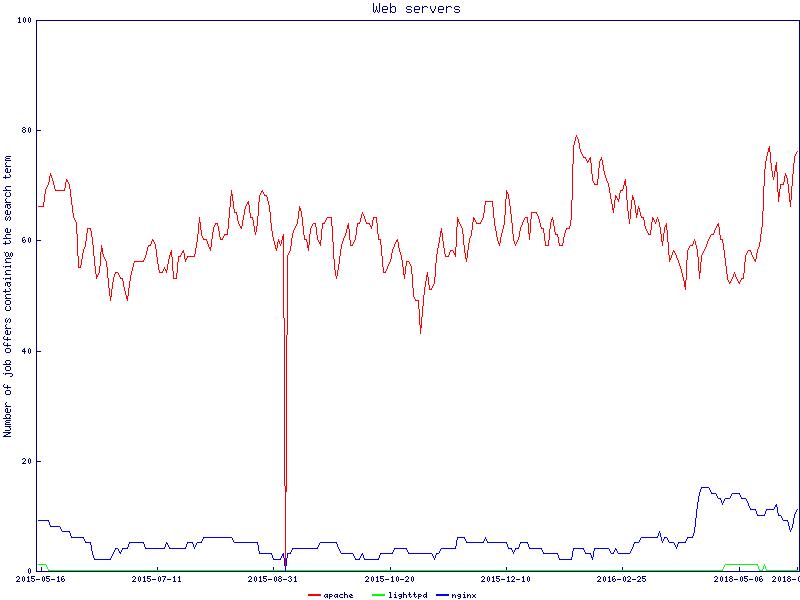 Web servers
100
80
60
40
20
0
Number of job offers containing the search term
2015-05-16 2015-07-11 2015-08-31 2015-10-20 2015-12-10 2016-02-25 2018-05-06 2018-0
apache lighttpd nginx